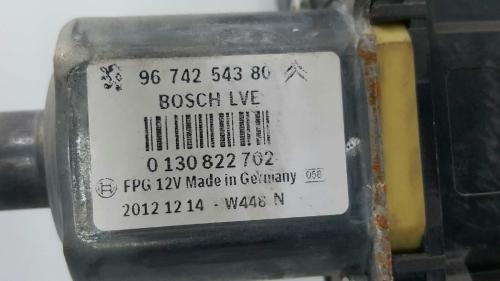 96 742 543 80
BOSCH LVE
0 130 822 702
FPG 12V Made in Germany 056
2012 12 14 - W448 N